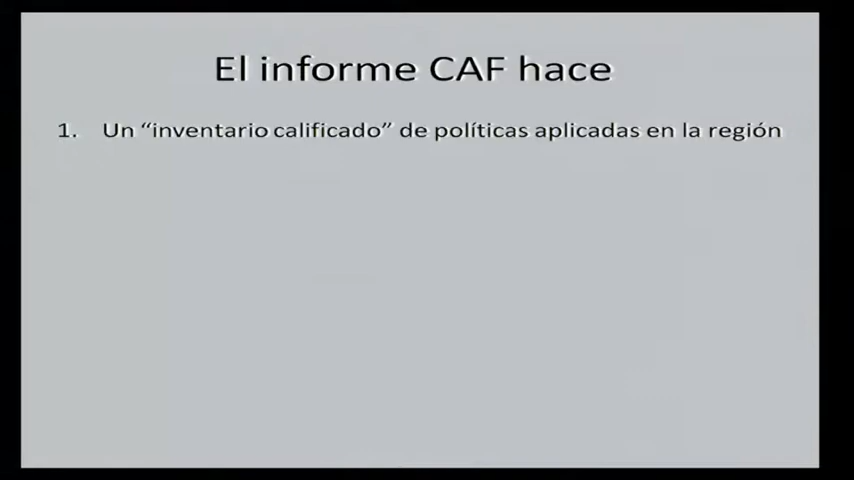 El informe CAF hace
1. Un “inventario calificado” de políticas aplicadas en la región